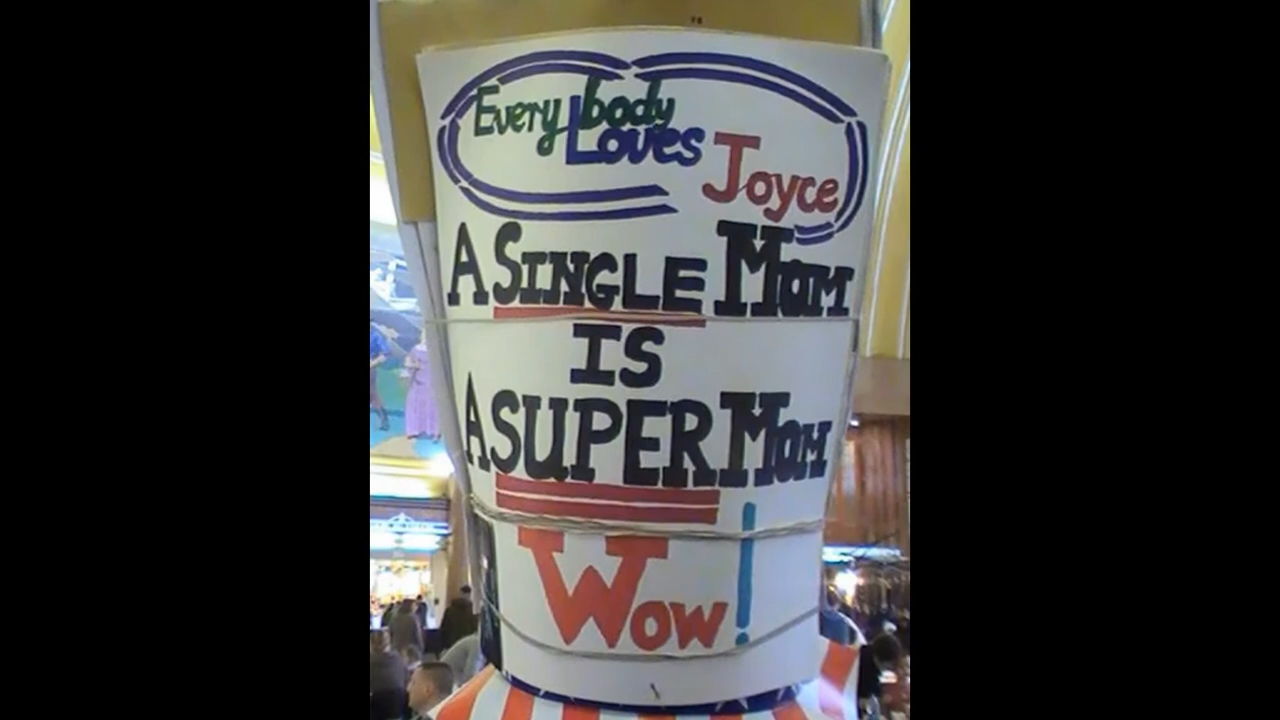 Everybody
Loves
Joyce
A SINGLE MOM
IS
A SUPER MOM
WOW!